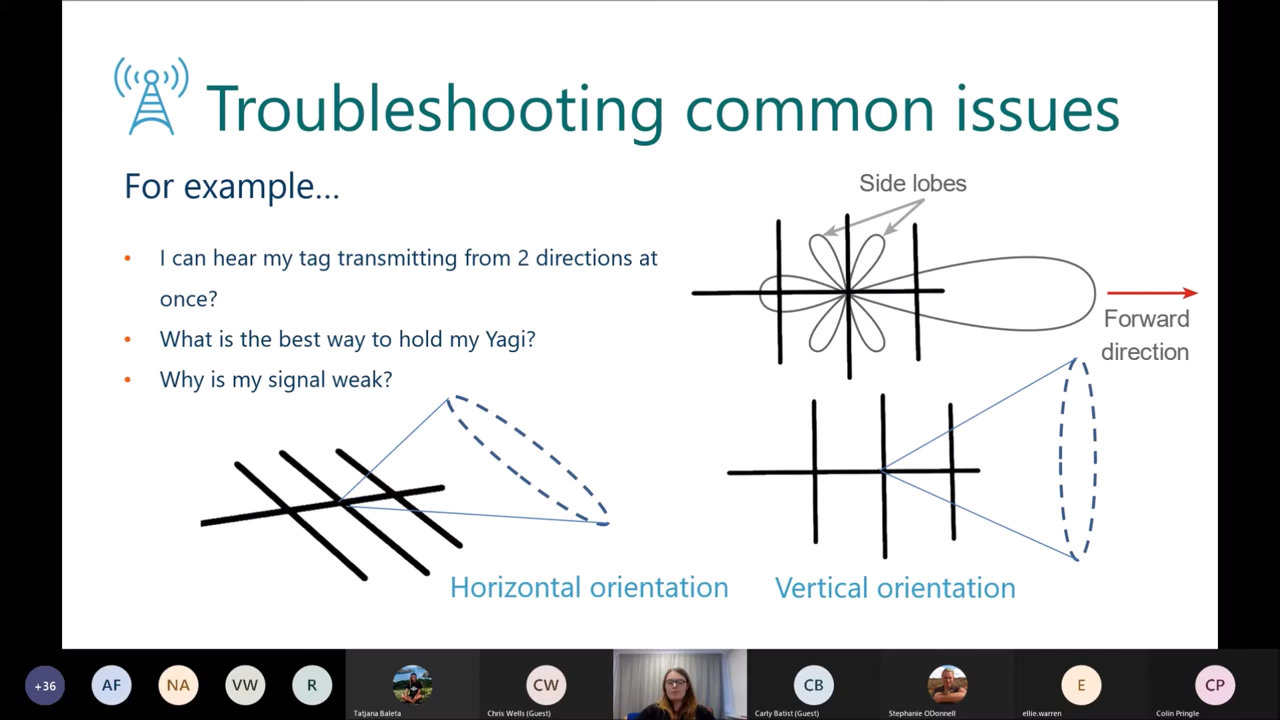 Troubleshooting common issues
For example...
Side lobes
• I can hear my tag transmitting from 2 directions at
once?
• What is the best way to hold my Yagi?
• Why is my signal weak?
Forward
direction
Horizontal orientation
Vertical orientation
+36
AF
NA
VW
R
Tatjana Baleta
CW
Chris Wells (Guest)
CB
Carly Batist (Guest)
Stephanie ODonnell
E
ellie.warren
CP
Colin Pringle